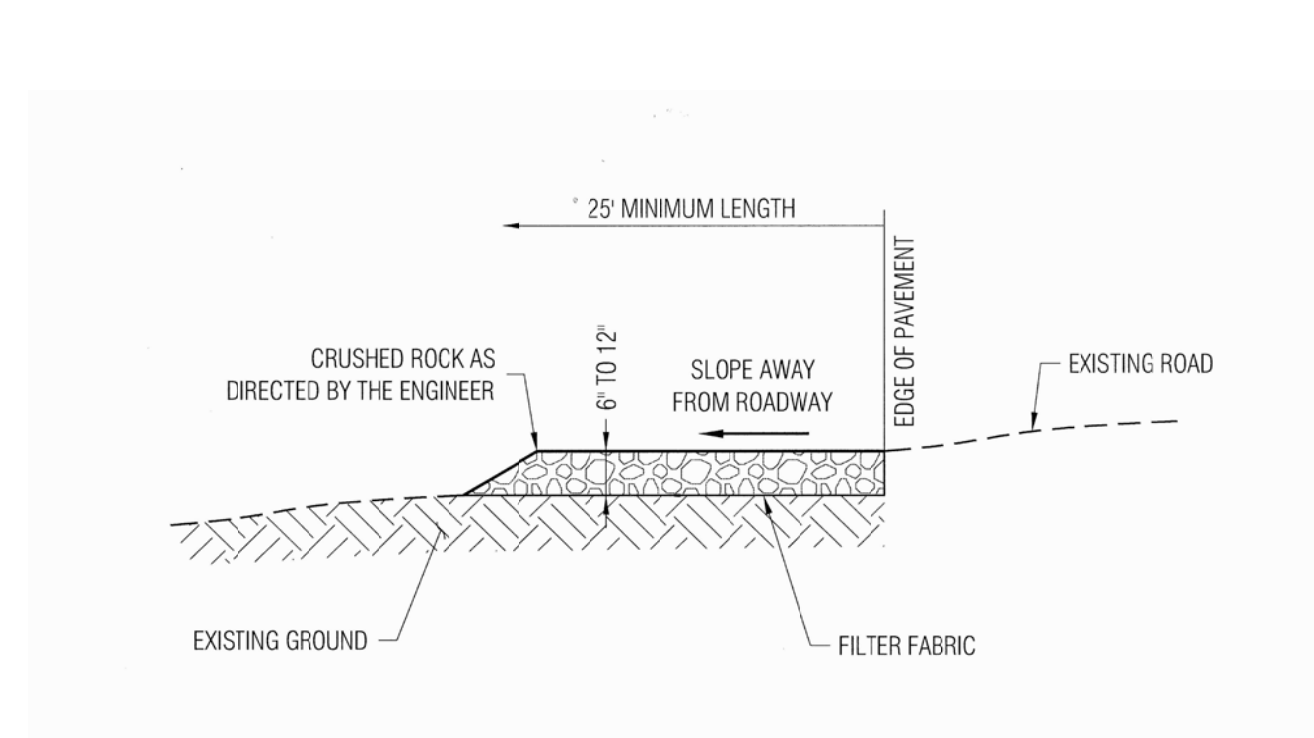 25' MINIMUM LENGTH
EDGE OF PAVEMENT
CRUSHED ROCK AS
DIRECTED BY THE ENGINEER
6" TO 12"
SLOPE AWAY
FROM ROADWAY
EXISTING ROAD
EXISTING GROUND
FILTER FABRIC